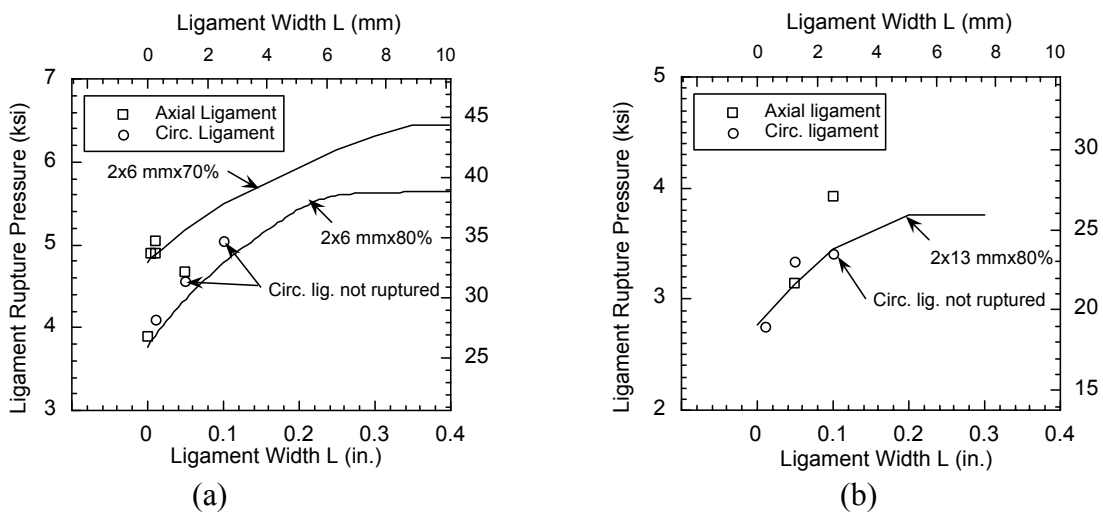 Ligament Width L (mm)
0 2 4 6 8 10
Ligament Rupture Pressure (ksi)
7
6
5
4
3
45
40
35
30
25
Axial Ligament
Circ. Ligament
2x6 mmx70%
2x6 mmx80%
Circ. lig. not ruptured
0 0.1 0.2 0.3 0.4
Ligament Width L (in.)
(a)
Ligament Width L (mm)
0 2 4 6 8 10
Ligament Rupture Pressure (ksi)
5
4
3
2
30
25
20
15
Axial ligament
Circ. ligament
2x13 mmx80%
Circ. lig. not ruptured
0 0.1 0.2 0.3 0.4
Ligament Width L (in.)
(b)